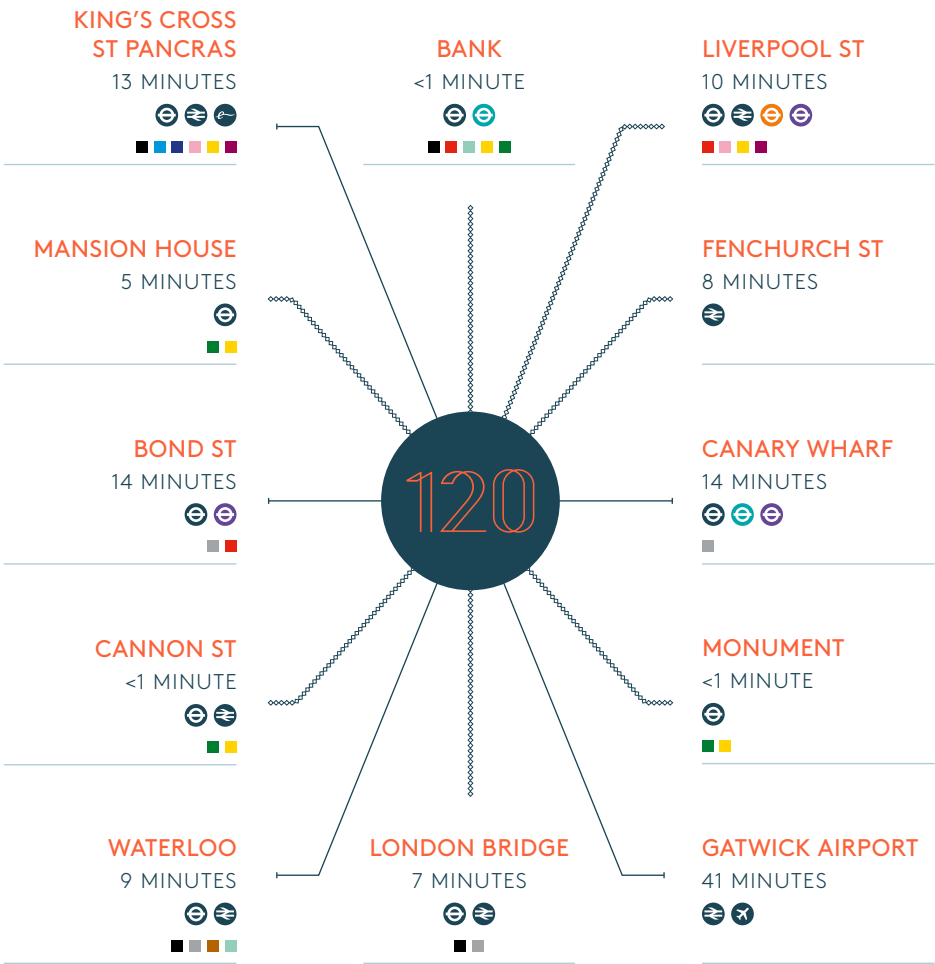 KING'S CROSS
ST PANCRAS
13 MINUTES
BANK
<1 MINUTE
LIVERPOOL ST
10 MINUTES
MANSION HOUSE
5 MINUTES
FENCHURCH ST
8 MINUTES
BOND ST
14 MINUTES
120
CANARY WHARF
14 MINUTES
CANNON ST
<1 MINUTE
MONUMENT
<1 MINUTE
WATERLOO
9 MINUTES
LONDON BRIDGE
7 MINUTES
GATWICK AIRPORT
41 MINUTES